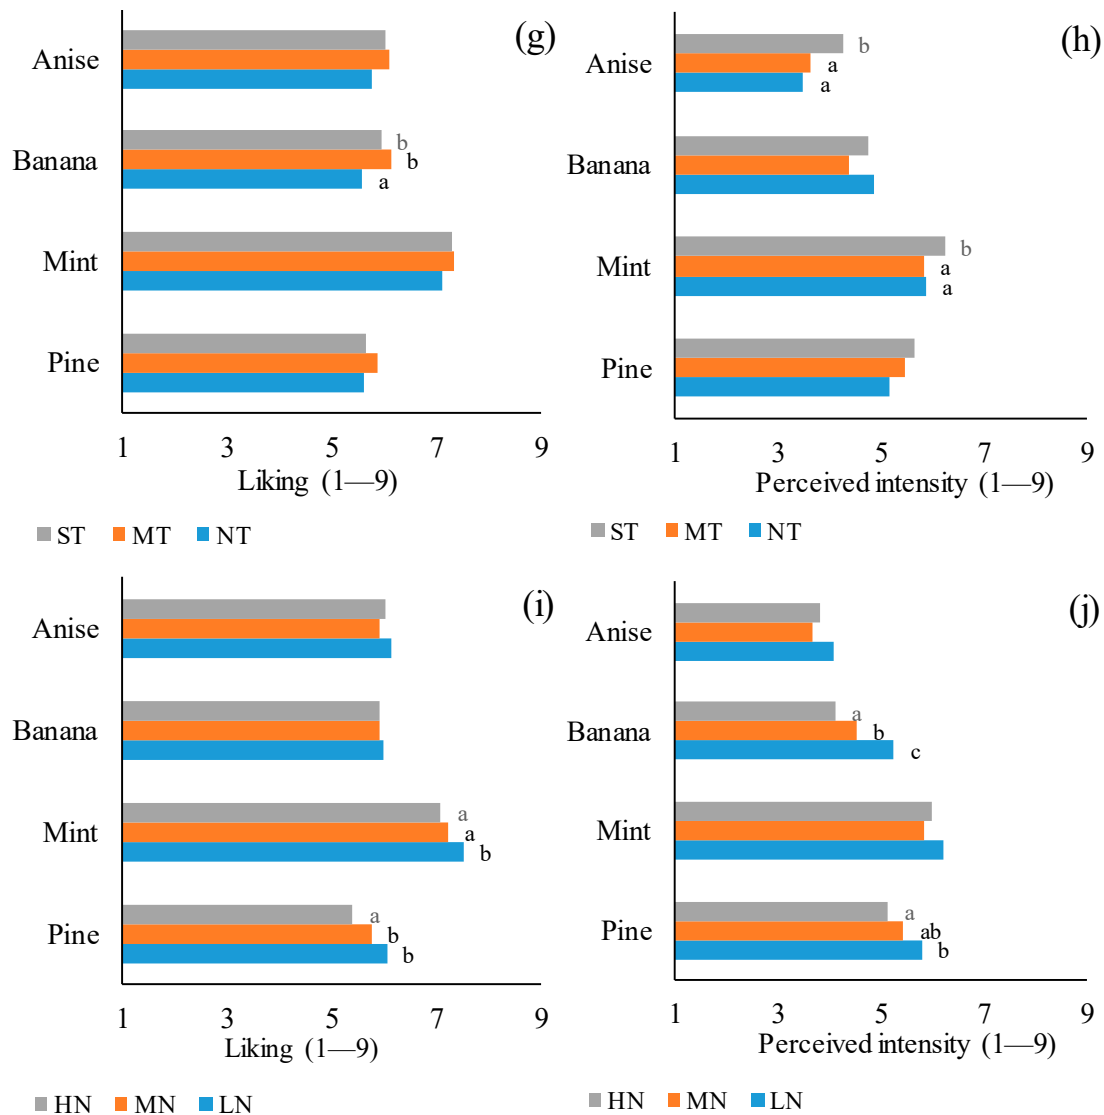 (g)
Anise
Banana
b
b
a
Mint
Pine
1 3 5 7 9
Liking (1—9)
ST MT NT
(h)
Anise
b
a
a
Banana
Mint
b
a
a
Pine
1 3 5 7 9
Perceived intensity (1—9)
ST MT NT
(i)
Anise
Banana
Mint
a
a
b
Pine
a
b
b
1 3 5 7 9
Liking (1—9)
HN MN LN
(j)
Anise
Banana
a
b
c
Mint
Pine
a
ab
b
1 3 5 7 9
Perceived intensity (1—9)
HN MN LN